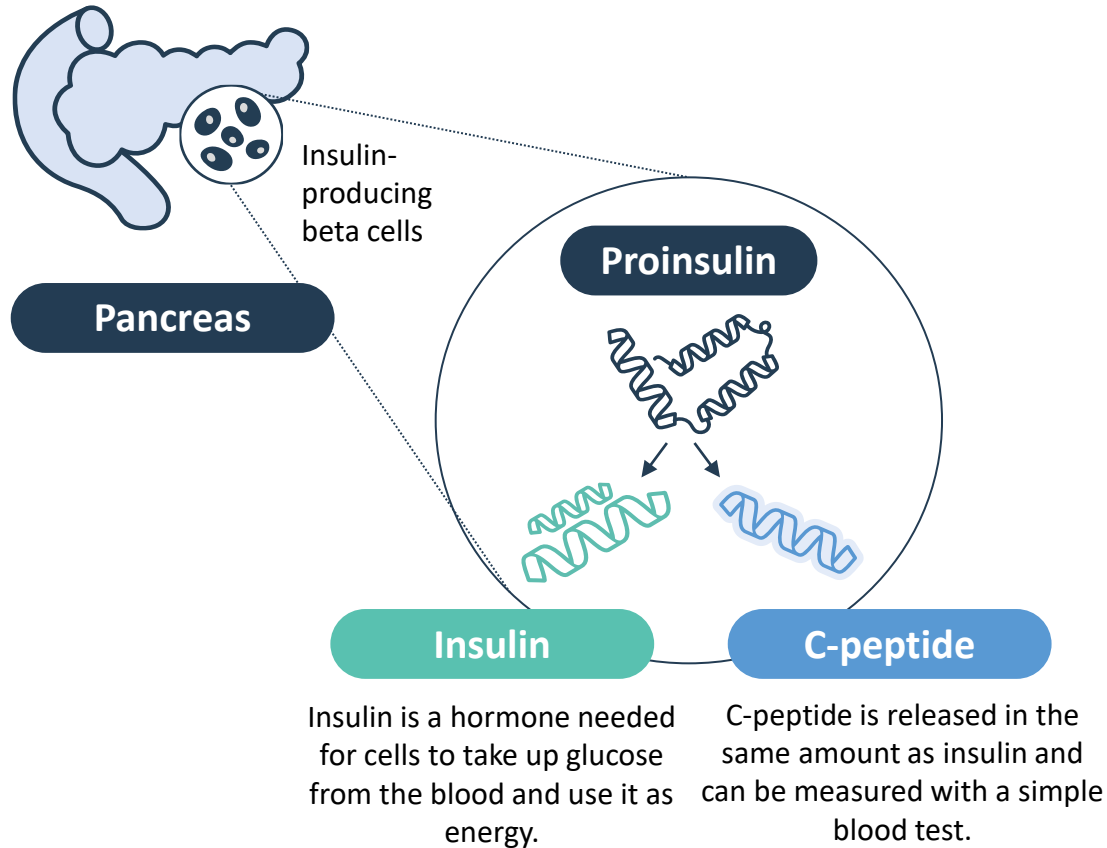 Insulin-
producing
beta cells
Pancreas
Proinsulin
Insulin
Insulin is a hormone needed
for cells to take up glucose
from the blood and use it as
energy.
C-peptide
C-peptide is released in the
same amount as insulin and
can be measured with a simple
blood test.